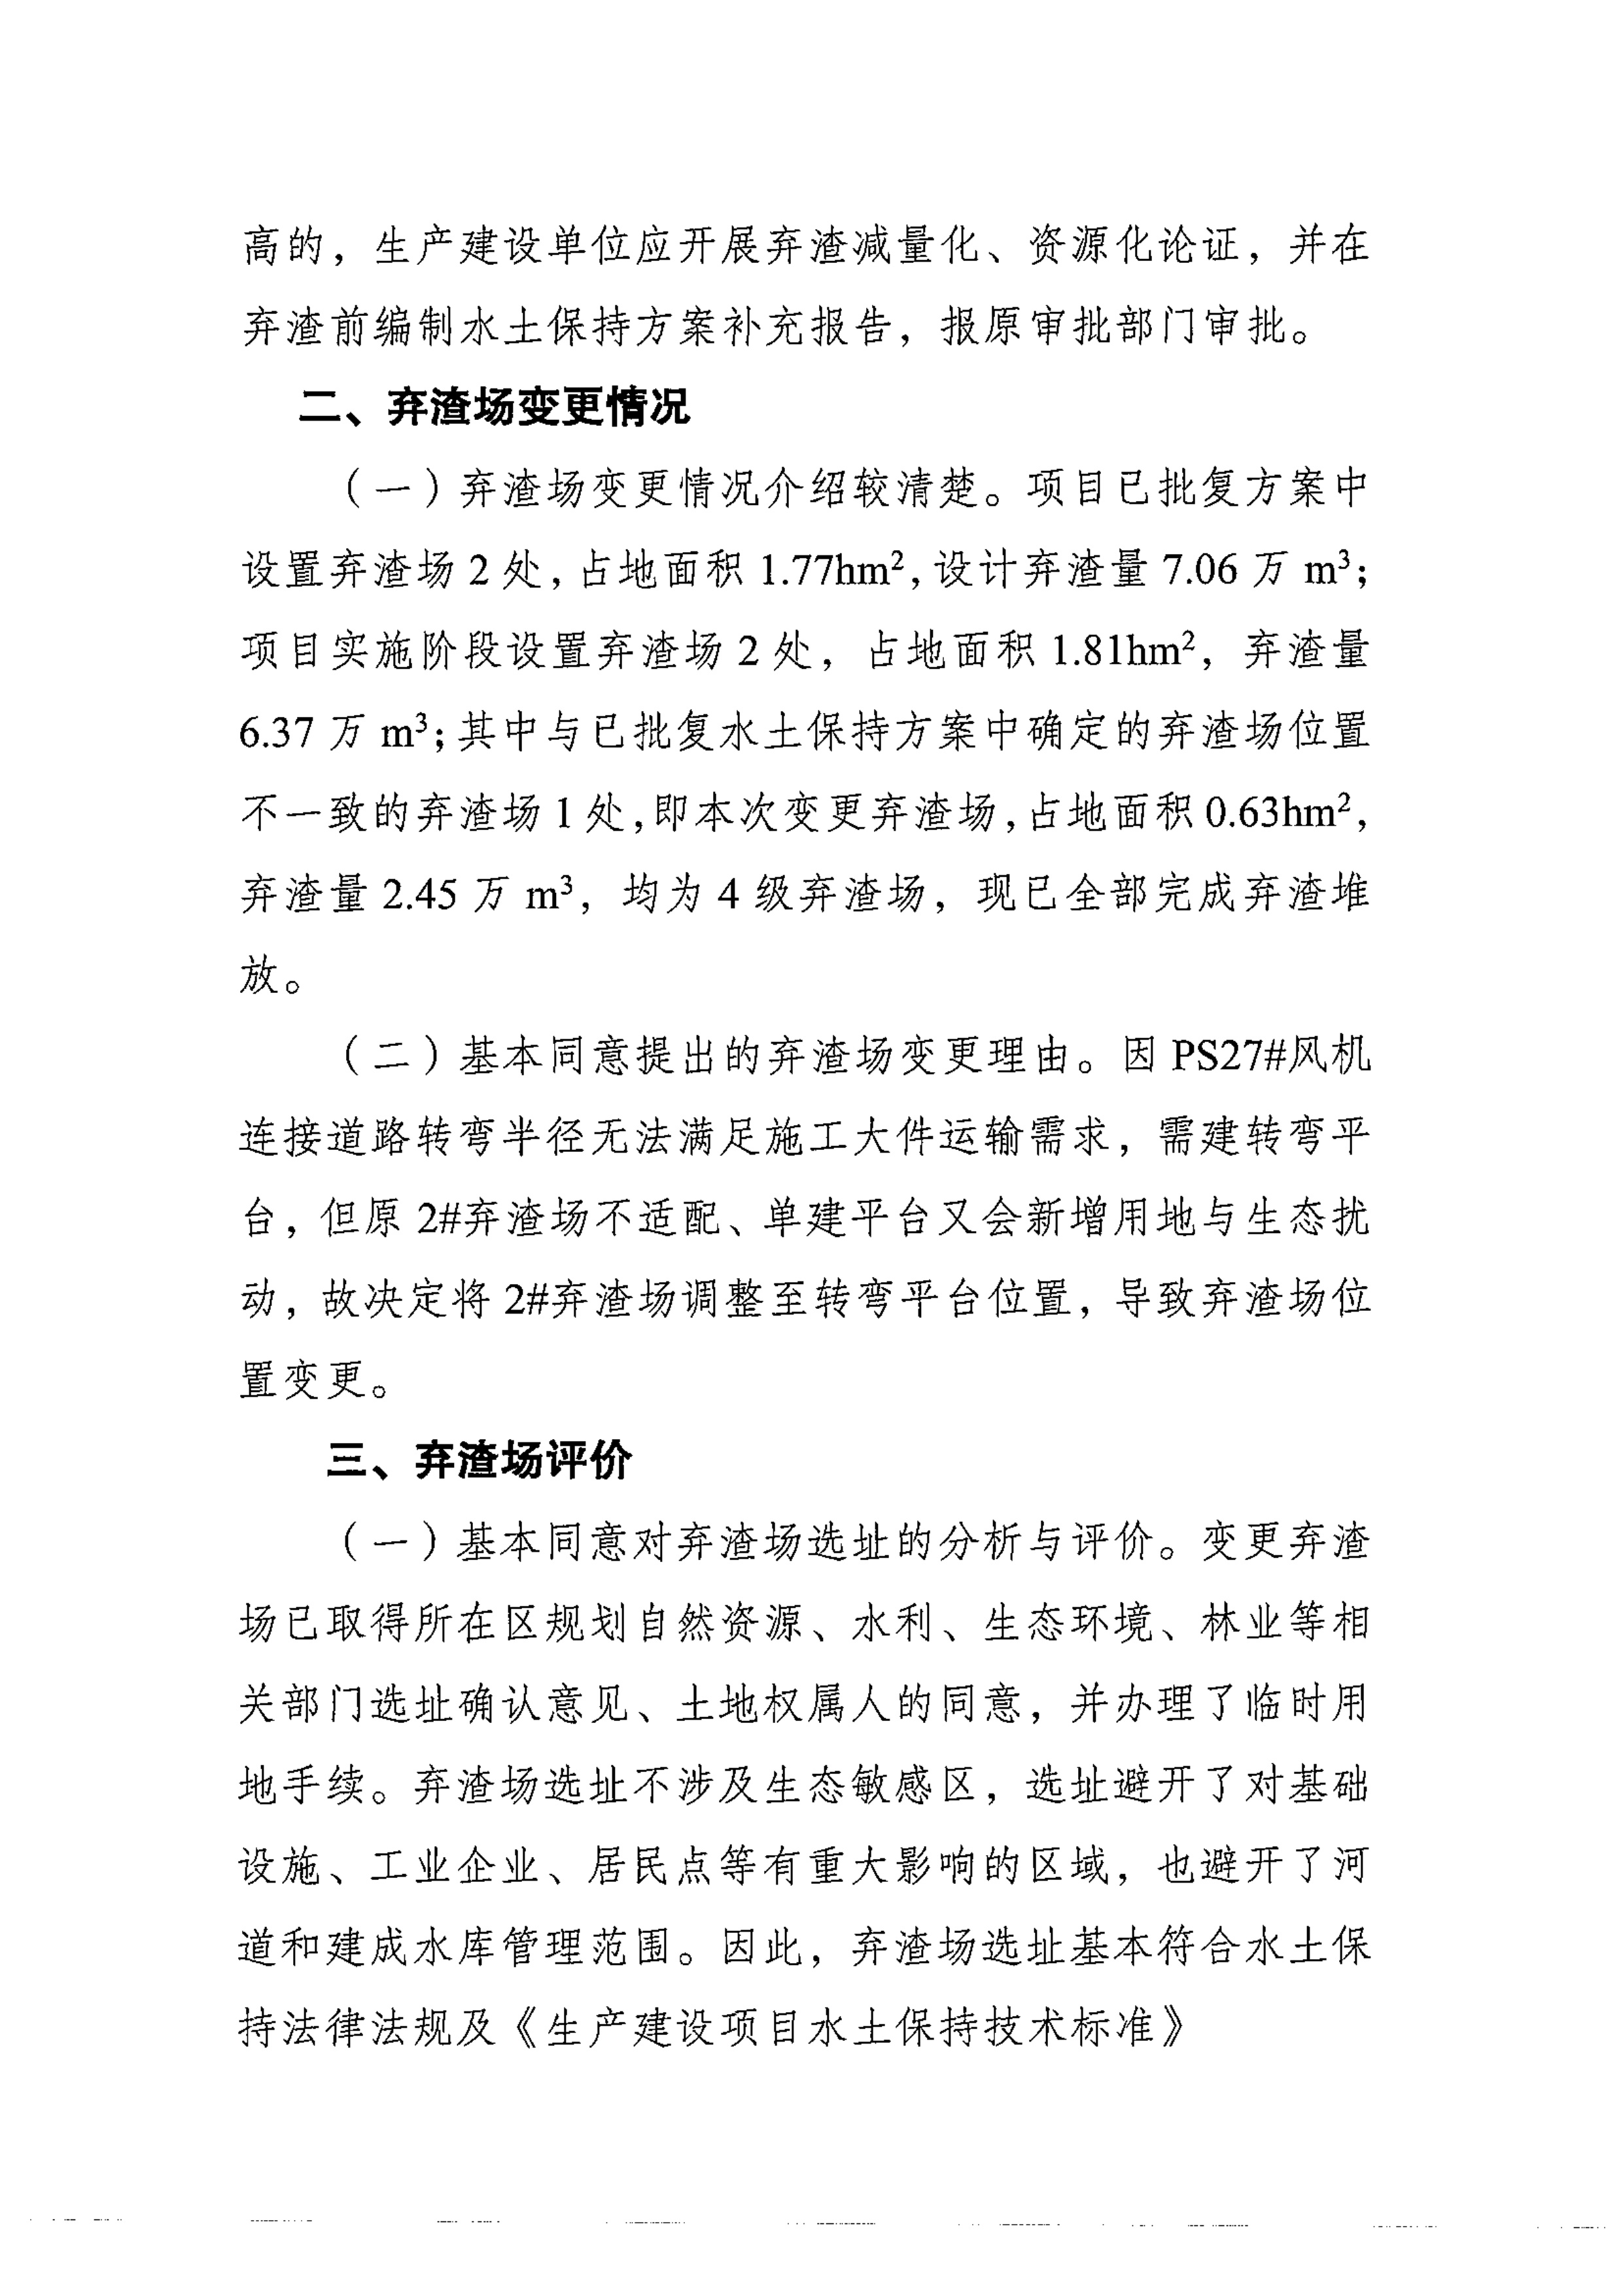 高的，生产建设单位应开展弃渣减量化、资源化论证，并在
弃渣前编制水土保持方案补充报告，报原审批部门审批。
二、弃渣场变更情况
（一）弃渣场变更情况介绍较清楚。项目已批复方案中
设置弃渣场 2 处，占地面积 1.77hm²，设计弃渣量 7.06 万 m³；
项目实施阶段设置弃渣场 2 处，占地面积 1.81hm²，弃渣量
6.37 万 m³；其中与已批复水土保持方案中确定的弃渣场位置
不一致的弃渣场 1 处，即本次变更弃渣场，占地面积 0.63hm²，
弃渣量 2.45 万 m³，均为 4 级弃渣场，现已全部完成弃渣堆
放。
（二）基本同意提出的弃渣场变更理由。因 PS27#风机
连接道路转弯半径无法满足施工大件运输需求，需建转弯平
台，但原 2#弃渣场不适配、单建平台又会新增用地与生态扰
动，故决定将 2#弃渣场调整至转弯平台位置，导致弃渣场位
置变更。
三、弃渣场评价
（一）基本同意对弃渣场选址的分析与评价。变更弃渣
场已取得所在区规划自然资源、水利、生态环境、林业等相
关部门选址确认意见、土地权属人的同意，并办理了临时用
地手续。弃渣场选址不涉及生态敏感区，选址避开了对基础
设施、工业企业、居民点等有重大影响的区域，也避开了河
道和建成水库管理范围。因此，弃渣场选址基本符合水土保
持法律法规及《生产建设项目水土保持技术标准》